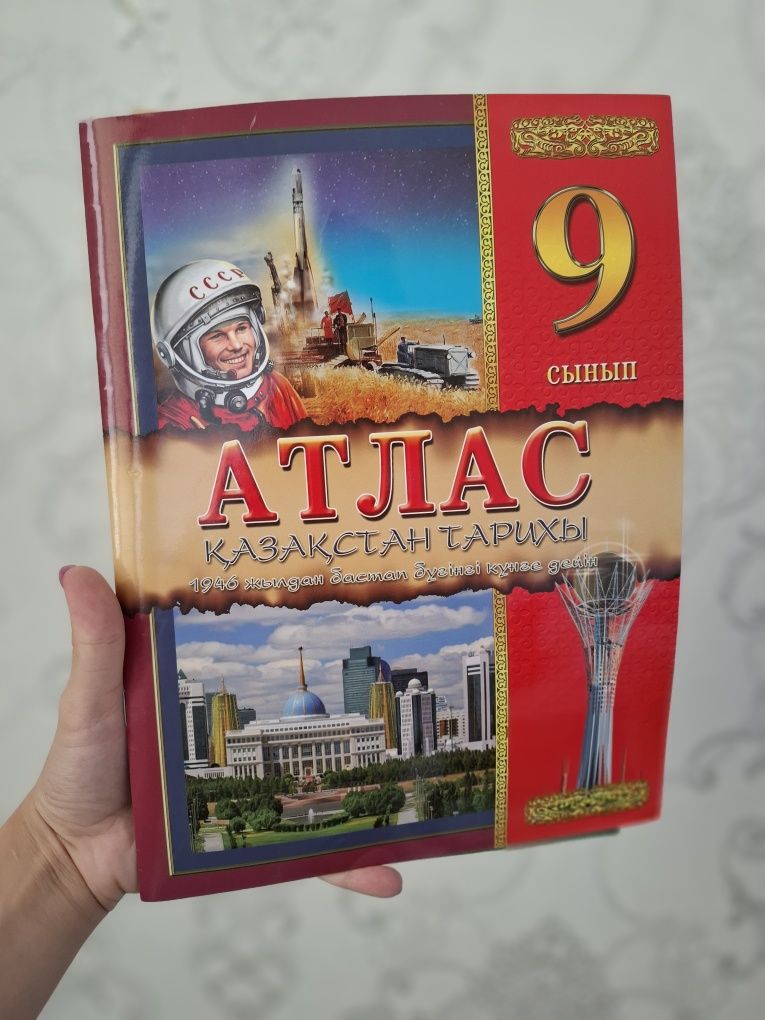 СССР
9
СЫНЫП
АТЛАС
ҚАЗАҚСТАН ТАРИХЫ
1946 жылдан бастап бүгінгі күнге дейін